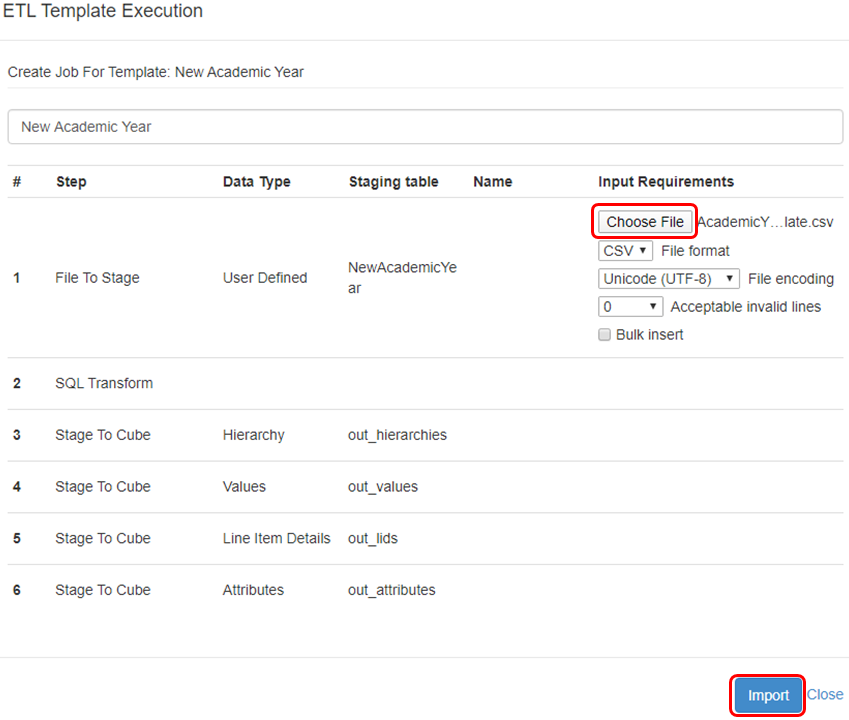 ETL Template Execution
Create Job For Template: New Academic Year
New Academic Year
# Step Data Type Staging table Name Input Requirements
Choose File AcademicY...late.csv
CSV File format
1 File To Stage User Defined NewAcademicYe
ar
Unicode (UTF-8) File encoding
0 Acceptable invalid lines
Bulk insert
2 SQL Transform
3 Stage To Cube Hierarchy out_hierarchies
4 Stage To Cube Values out_values
5 Stage To Cube Line Item Details out_lids
6 Stage To Cube Attributes out_attributes
Import Close